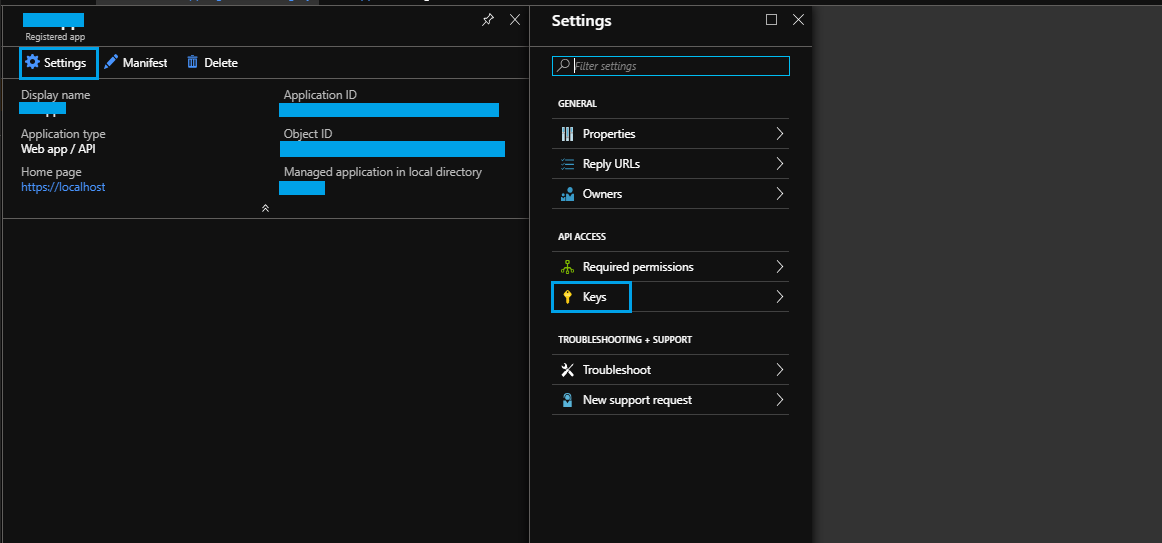 Registered app
Settings
Manifest
Delete
Display name
Application type
Web app / API
Home page
https://localhost
Application ID
Object ID
Managed application in local directory
Settings
Filter settings
GENERAL
Properties
Reply URLs
Owners
API ACCESS
Required permissions
Keys
TROUBLESHOOTING + SUPPORT
Troubleshoot
New support request